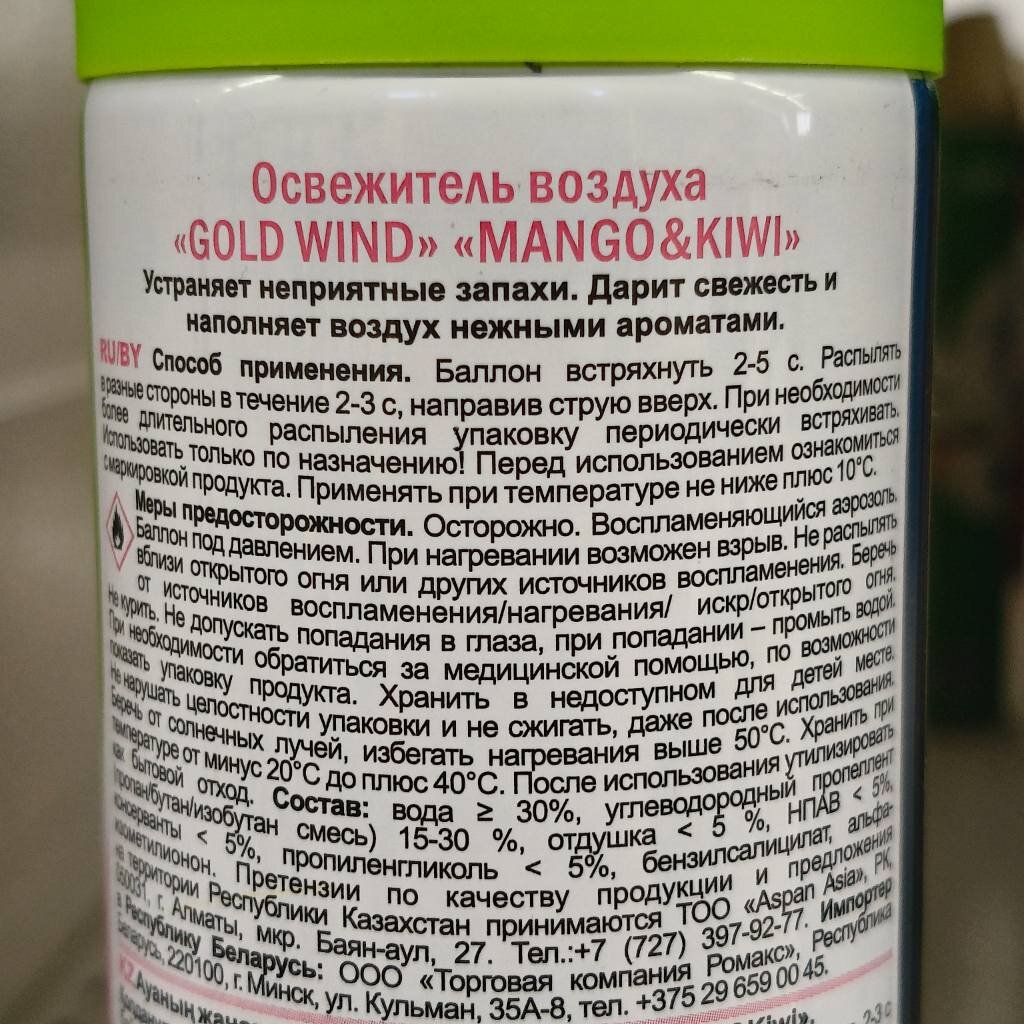 Освежитель воздуха
«GOLD WIND» «MANGO&KIWI»
Устраняет неприятные запахи. Дарит свежесть и
наполняет воздух нежными ароматами.
RU/BY Способ применения. Баллон встряхнуть 2-5 с. Распылять
в разные стороны в течение 2-3 с, направив струю вверх. При необходимости
более длительного распыления упаковку периодически встряхивать.
Использовать только по назначению! Перед использованием ознакомиться
с маркировкой продукта. Применять при температуре не ниже плюс 10°С.
Меры предосторожности. Осторожно. Воспламеняющийся аэрозоль.
Баллон под давлением. При нагревании возможен взрыв. Не распылять
вблизи открытого огня или других источников воспламенения. Беречь
от источников воспламенения/нагревания/ искр/открытого огня.
Не курить. Не допускать попадания в глаза, при попадании – промыть водой.
При необходимости обратиться за медицинской помощью, по возможности
показать упаковку продукта. Хранить в недоступном для детей месте.
Не нарушать целостности упаковки и не сжигать, даже после использования.
Беречь от солнечных лучей, избегать нагревания выше 50°С. Хранить при
температуре от минус 20°С до плюс 40°С. После использования утилизировать
как бытовой отход. Состав: вода ≥ 30%, углеводородный пропеллент
(пропан/бутан/изобутан смесь) 15-30 %, отдушка < 5 %, НПАВ < 5%,
консерванты < 5%, пропиленгликоль < 5%, бензилсалицилат, альфа-
изометилионон. Претензии по качеству продукции и предложения
на территории Республики Казахстан принимаются ТОО «Aspan Asia», РК,
050031, г. Алматы, мкр. Баян-аул, 27. Тел.:+7 (727) 397-92-77. Импортер
в Республику Беларусь: ООО «Торговая компания Ромакс», Республика
Беларусь, 220100, г. Минск, ул. Кульман, 35А-8, тел. +375 29 659 00 45.
KZ Ауаның
Kiwi».
2-3 с